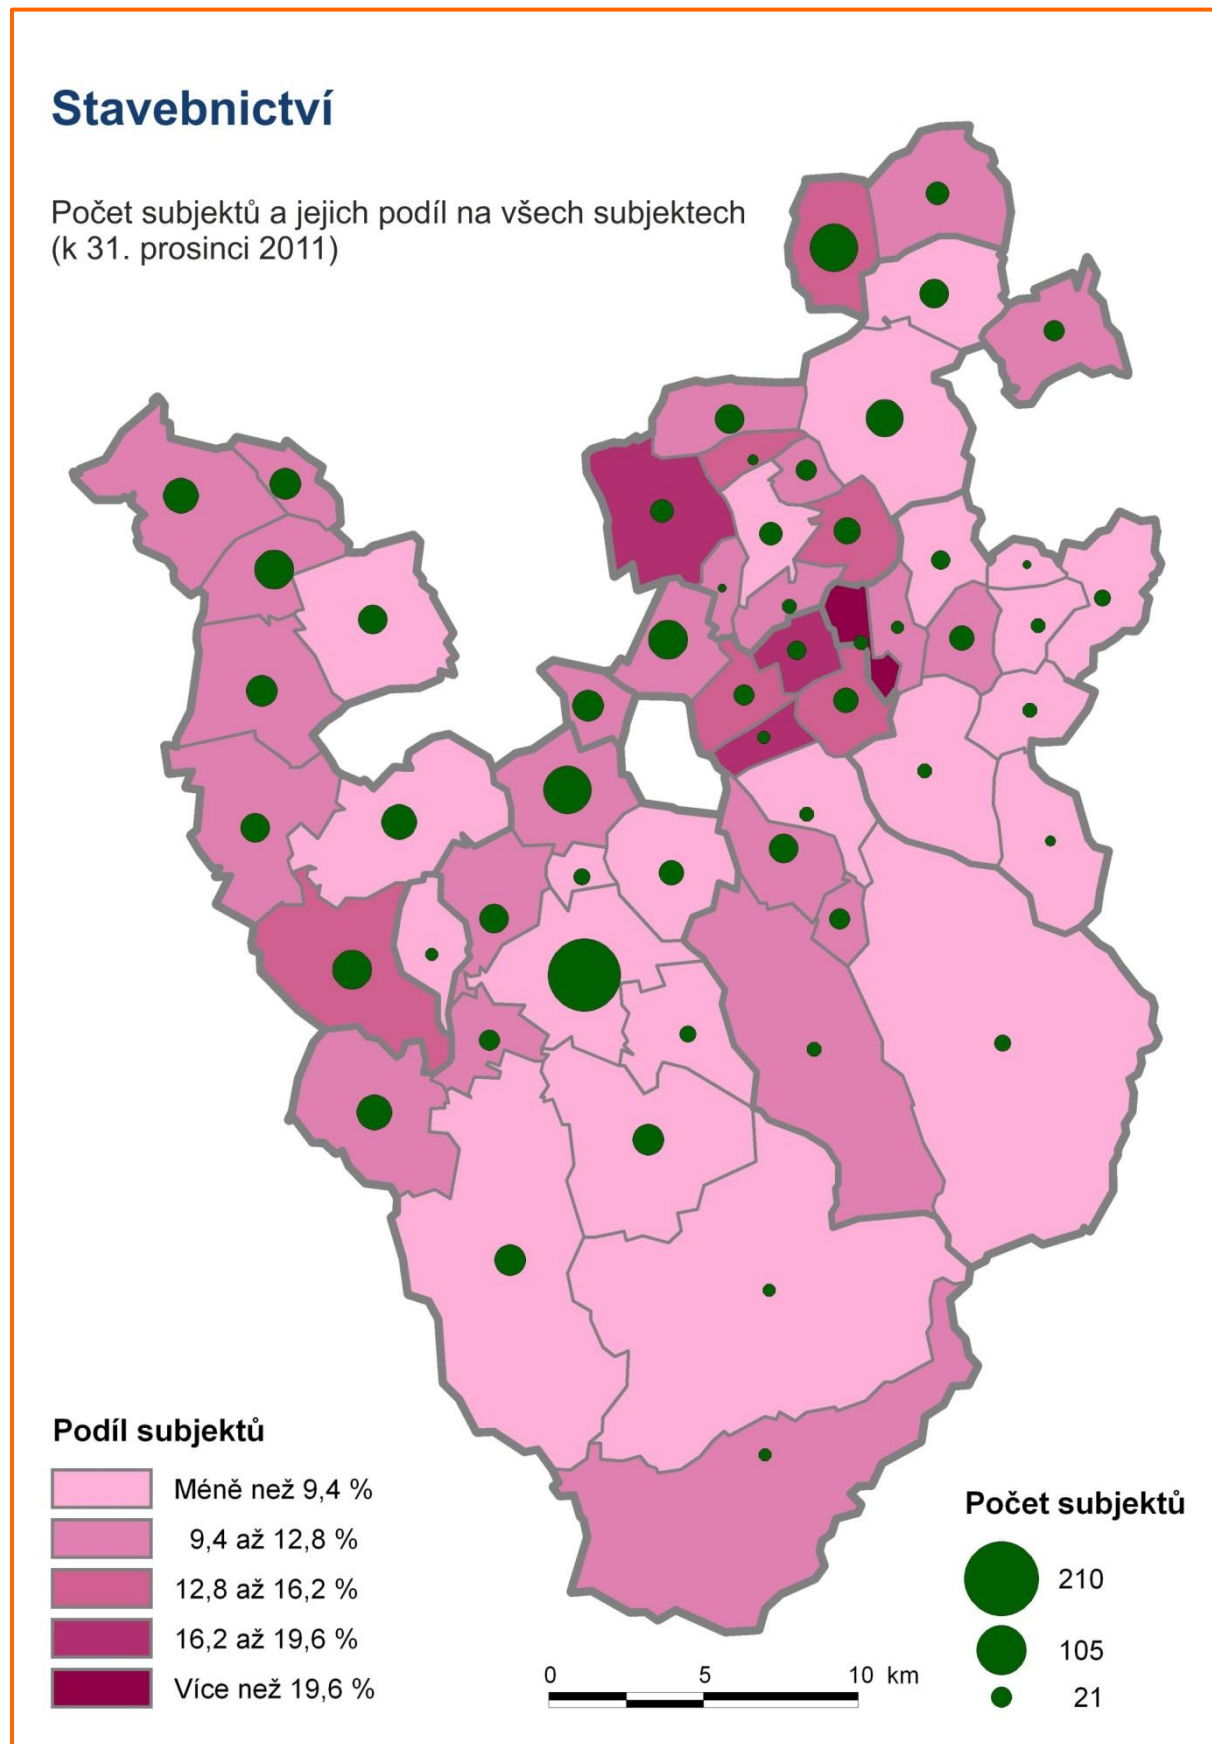 Stavebnictví
Počet subjektů a jejich podíl na všech subjektech
(k 31. prosinci 2011)
Podíl subjektů
Méně než 9,4 %
9,4 až 12,8 %
12,8 až 16,2 %
16,2 až 19,6 %
Více než 19,6 %
0 5 10 km
Počet subjektů
210
105
21